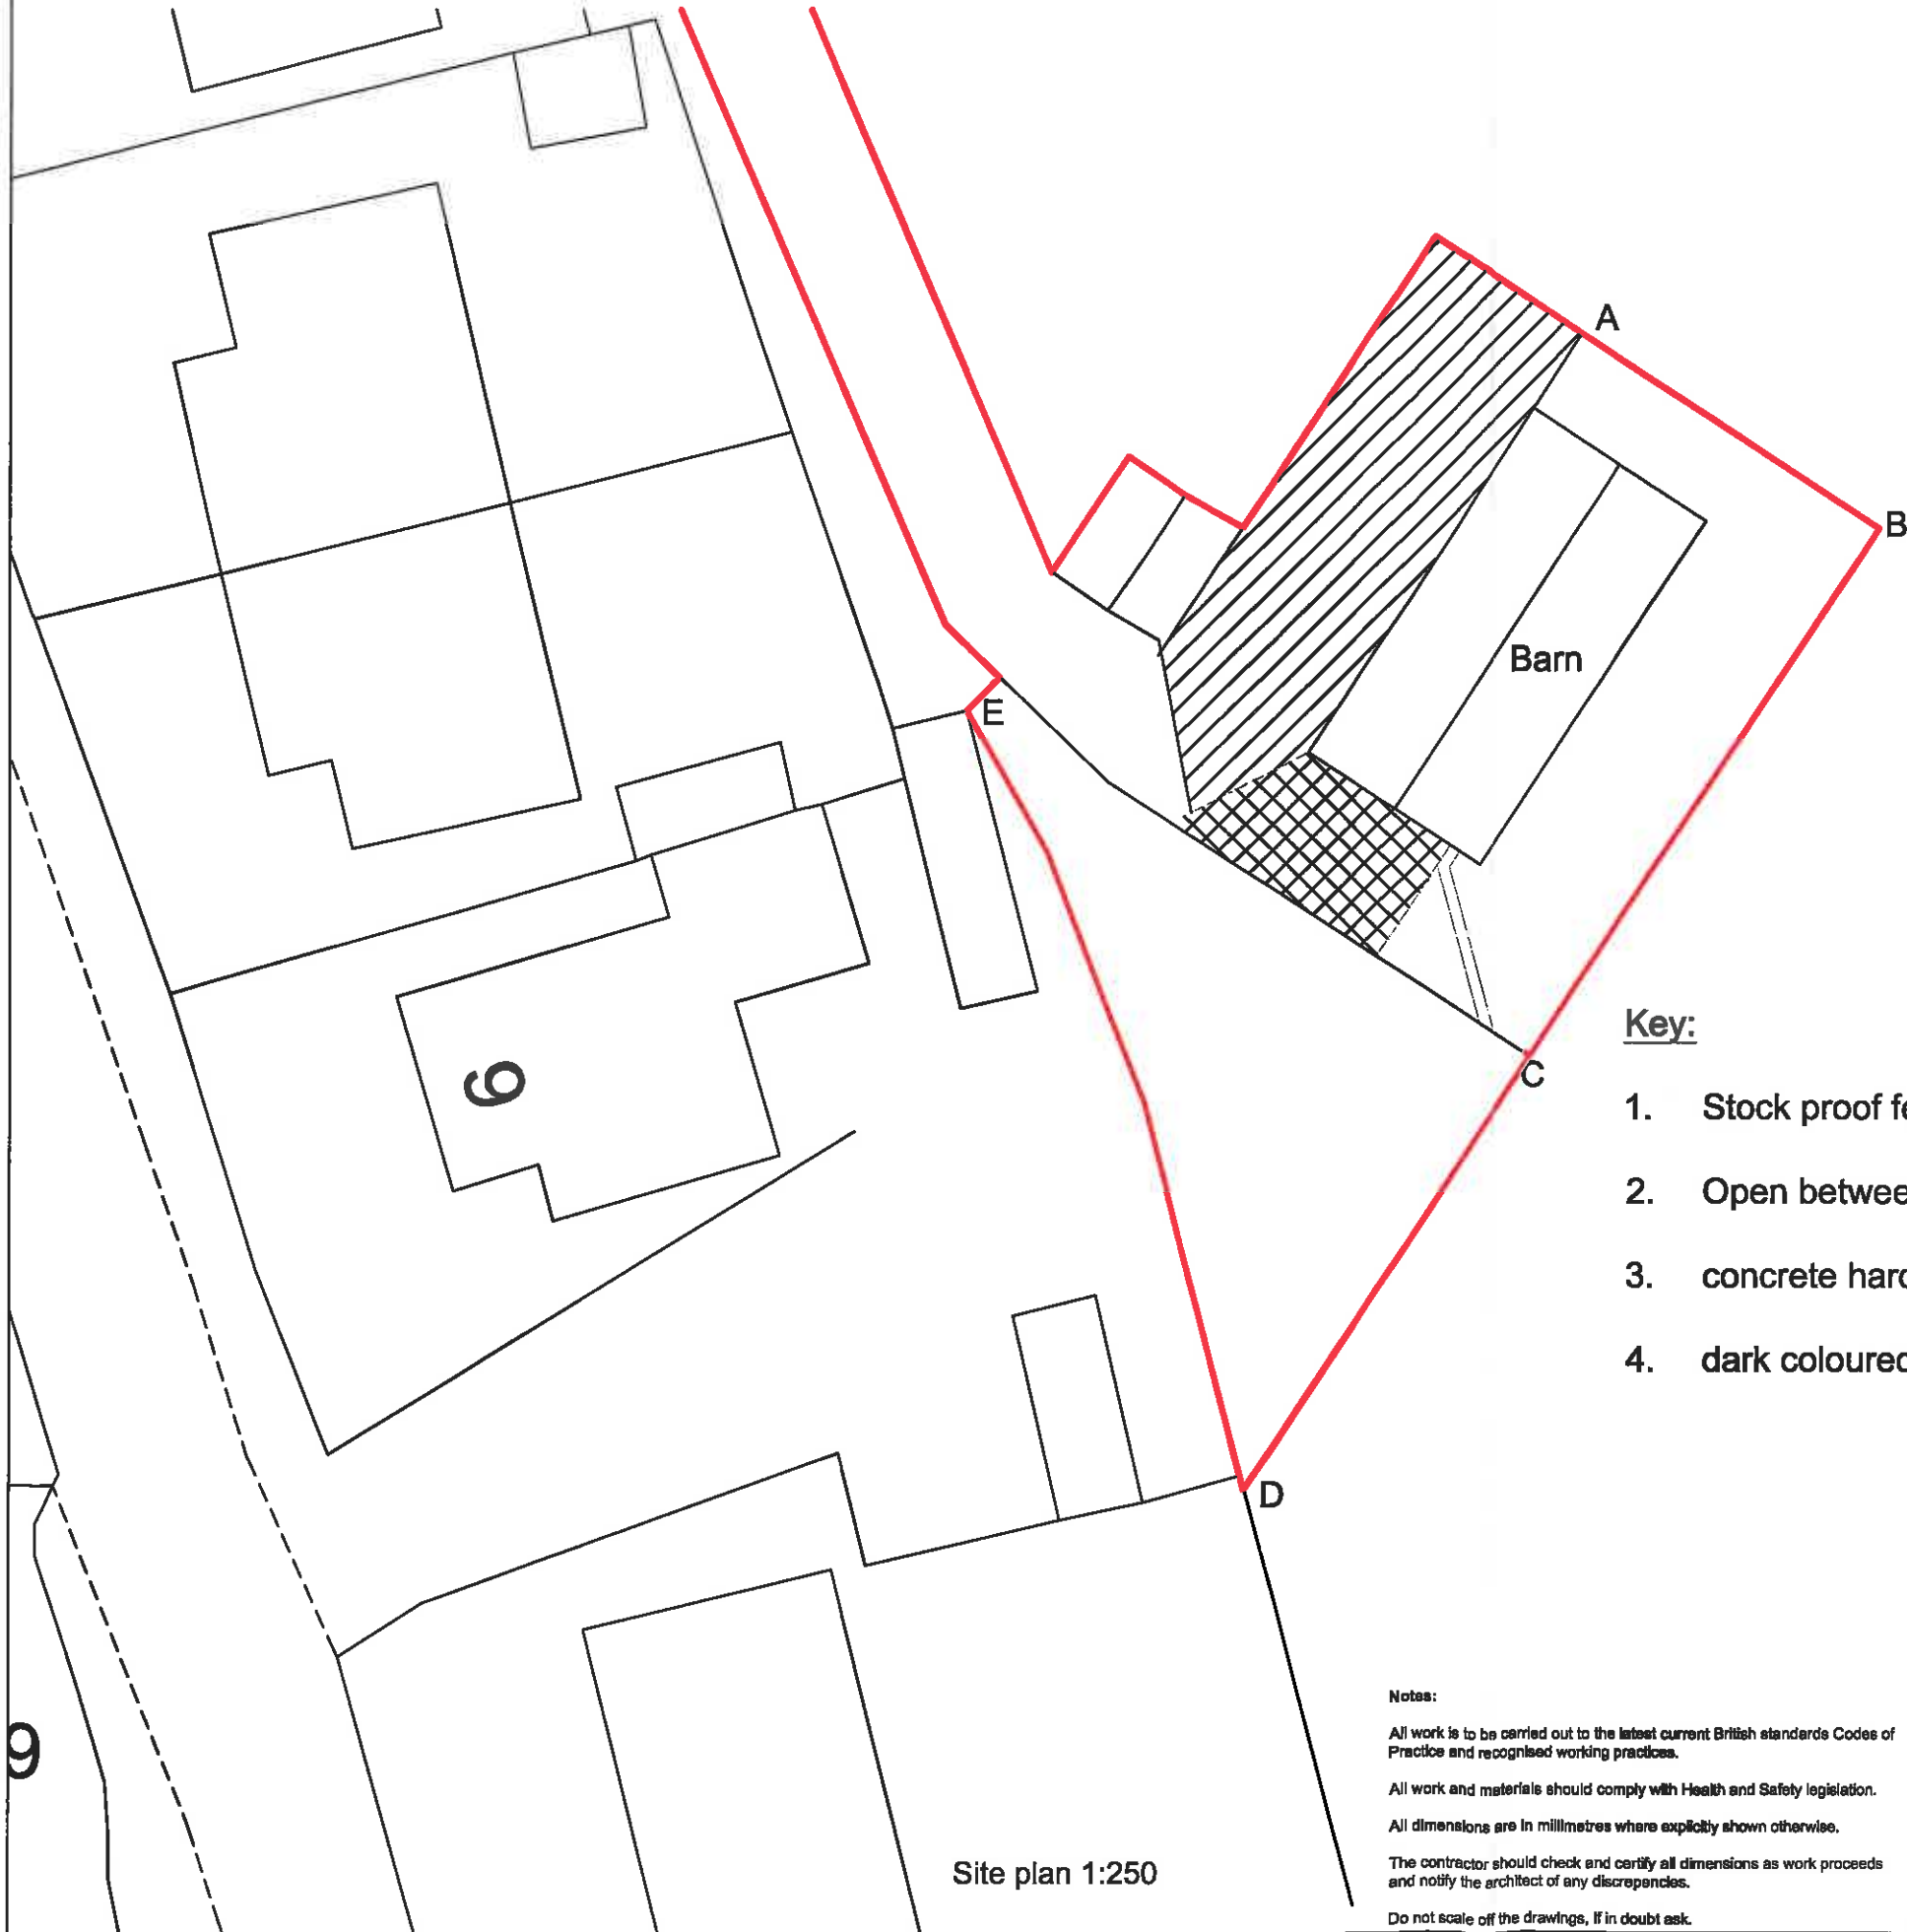 A
B
Barn
E
C
Key:
1. Stock proof fe
2. Open betwee
3. concrete hard
4. dark coloured
6
D
9
Notes:
All work is to be carried out to the latest current British standards Codes of
Practice and recognised working practices.
All work and materials should comply with Health and Safety legislation.
All dimensions are in millimetres where explicitly shown otherwise.
The contractor should check and certify all dimensions as work proceeds
and notify the architect of any discrepencies.
Do not scale off the drawings, if in doubt ask.
Site plan 1:250